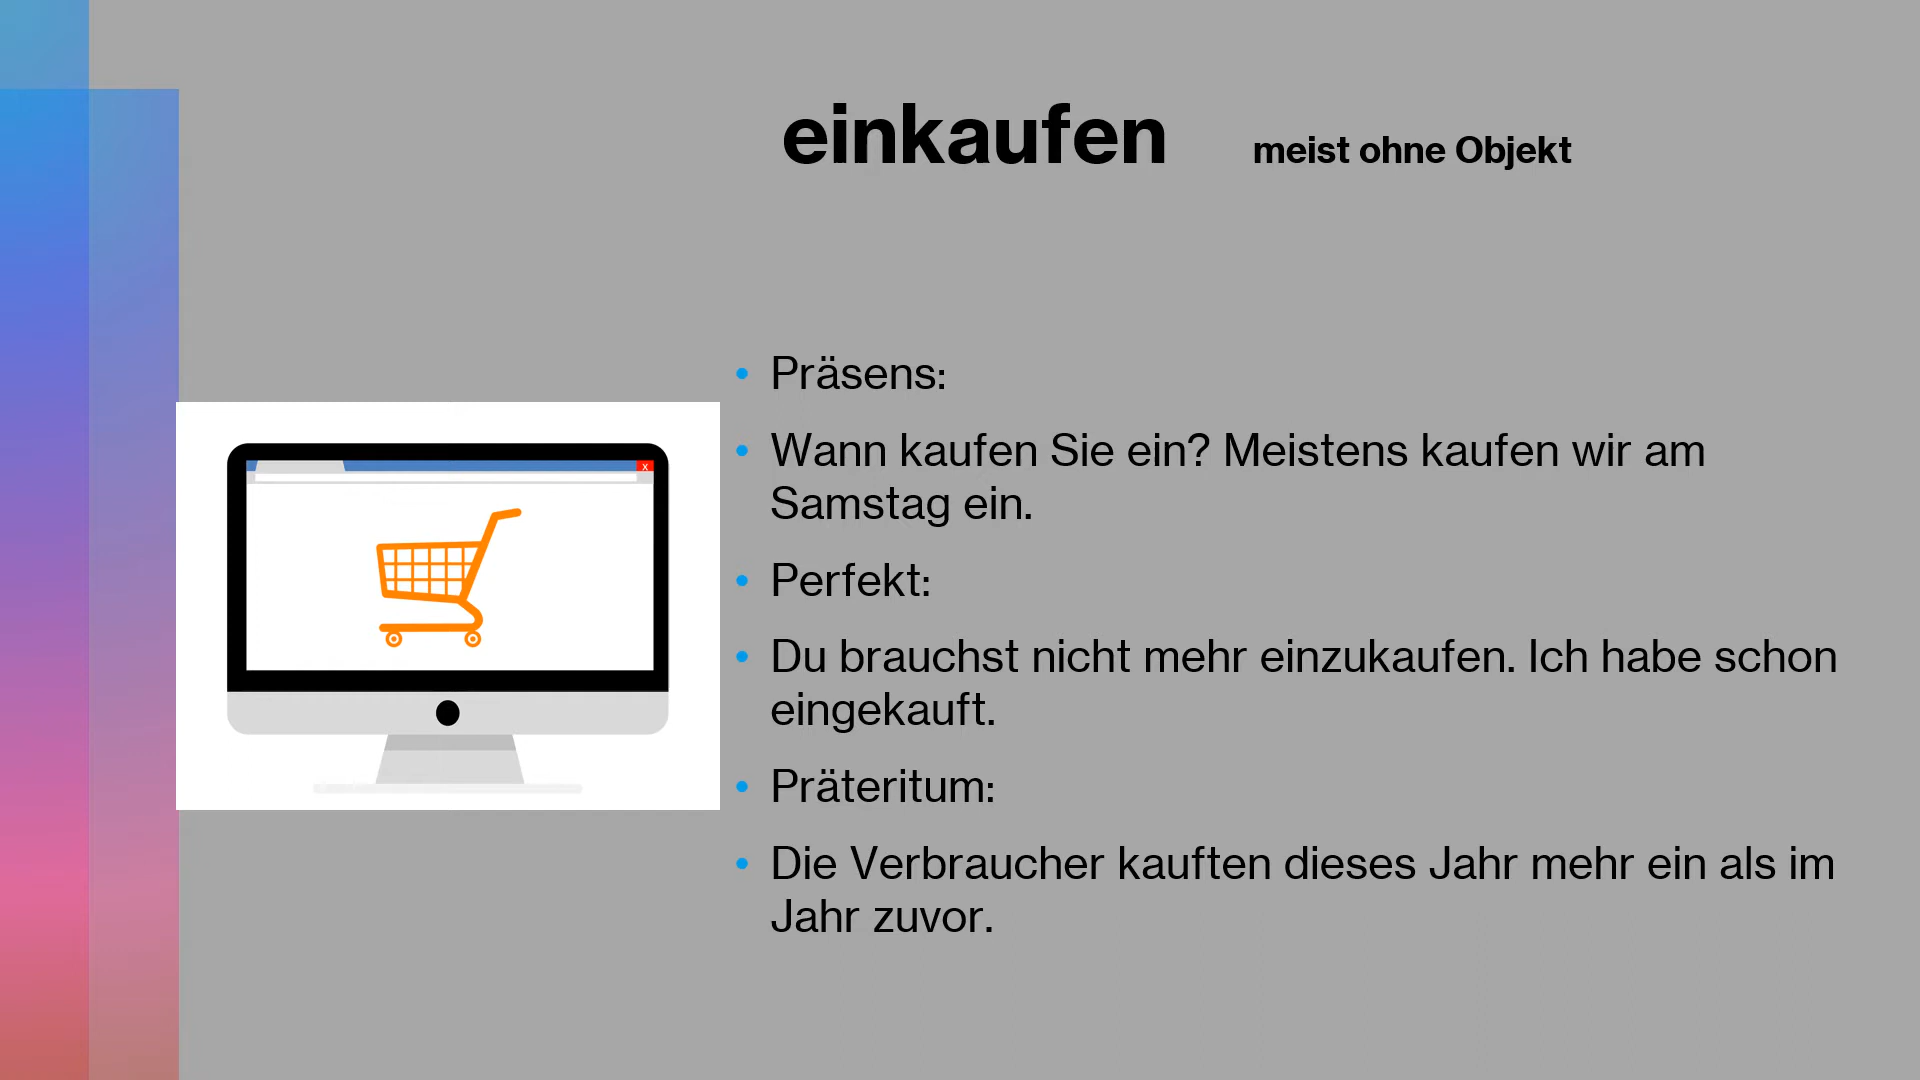 einkaufen meist ohne Objekt
• Präsens:
• Wann kaufen Sie ein? Meistens kaufen wir am
Samstag ein.
• Perfekt:
• Du brauchst nicht mehr einzukaufen. Ich habe schon
eingekauft.
• Präteritum:
• Die Verbraucher kauften dieses Jahr mehr ein als im
Jahr zuvor.
x